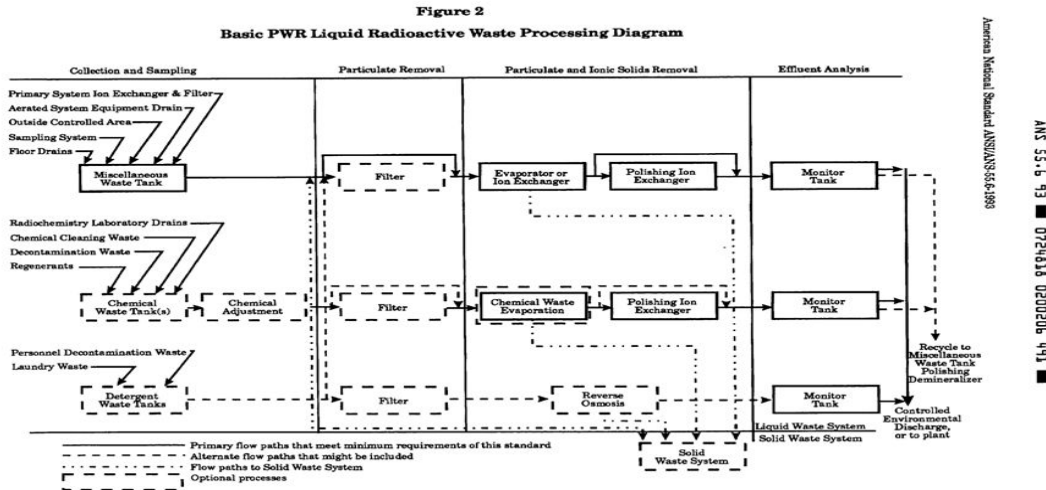 Figure 2
Basic PWR Liquid Radioactive Waste Processing Diagram
Collection and Sampling
Particulate Removal
Particulate and Ionic Solids Removal
Effluent Analysis
Primary System Ion Exchanger & Filter
Aerated System Equipment Drain
Outside Controlled Area
Sampling System
Floor Drains
Miscellaneous
Waste Tank
Filter
Evaporator or
Ion Exchanger
Polishing Ion
Exchanger
Monitor
Tank
Radiochemistry Laboratory Drains
Chemical Cleaning Waste
Decontamination Waste
Regenerants
Chemical
Waste Tank(s)
Chemical
Adjustment
Filter
Chemical Waste
Evaporation
Polishing Ion
Exchanger
Monitor
Tank
Recycle to
Miscellaneous
Waste Tank
Polishing
Demineralizer
Personnel Decontamination Waste
Laundry Waste
Detergent
Waste Tanks
Filter
Reverse
Osmosis
Monitor
Tank
Controlled
Environmental
Discharge,
or to plant
Liquid Waste System
Solid Waste System
Solid
Waste System
Primary flow paths that meet minimum requirements of this standard
Alternate flow paths that might be included
Flow paths to Solid Waste System
Optional processes
American National Standard ANSI/ANS-55.6-1993
ANS 55.6 93 ■ 0724818 0200206 441 ■